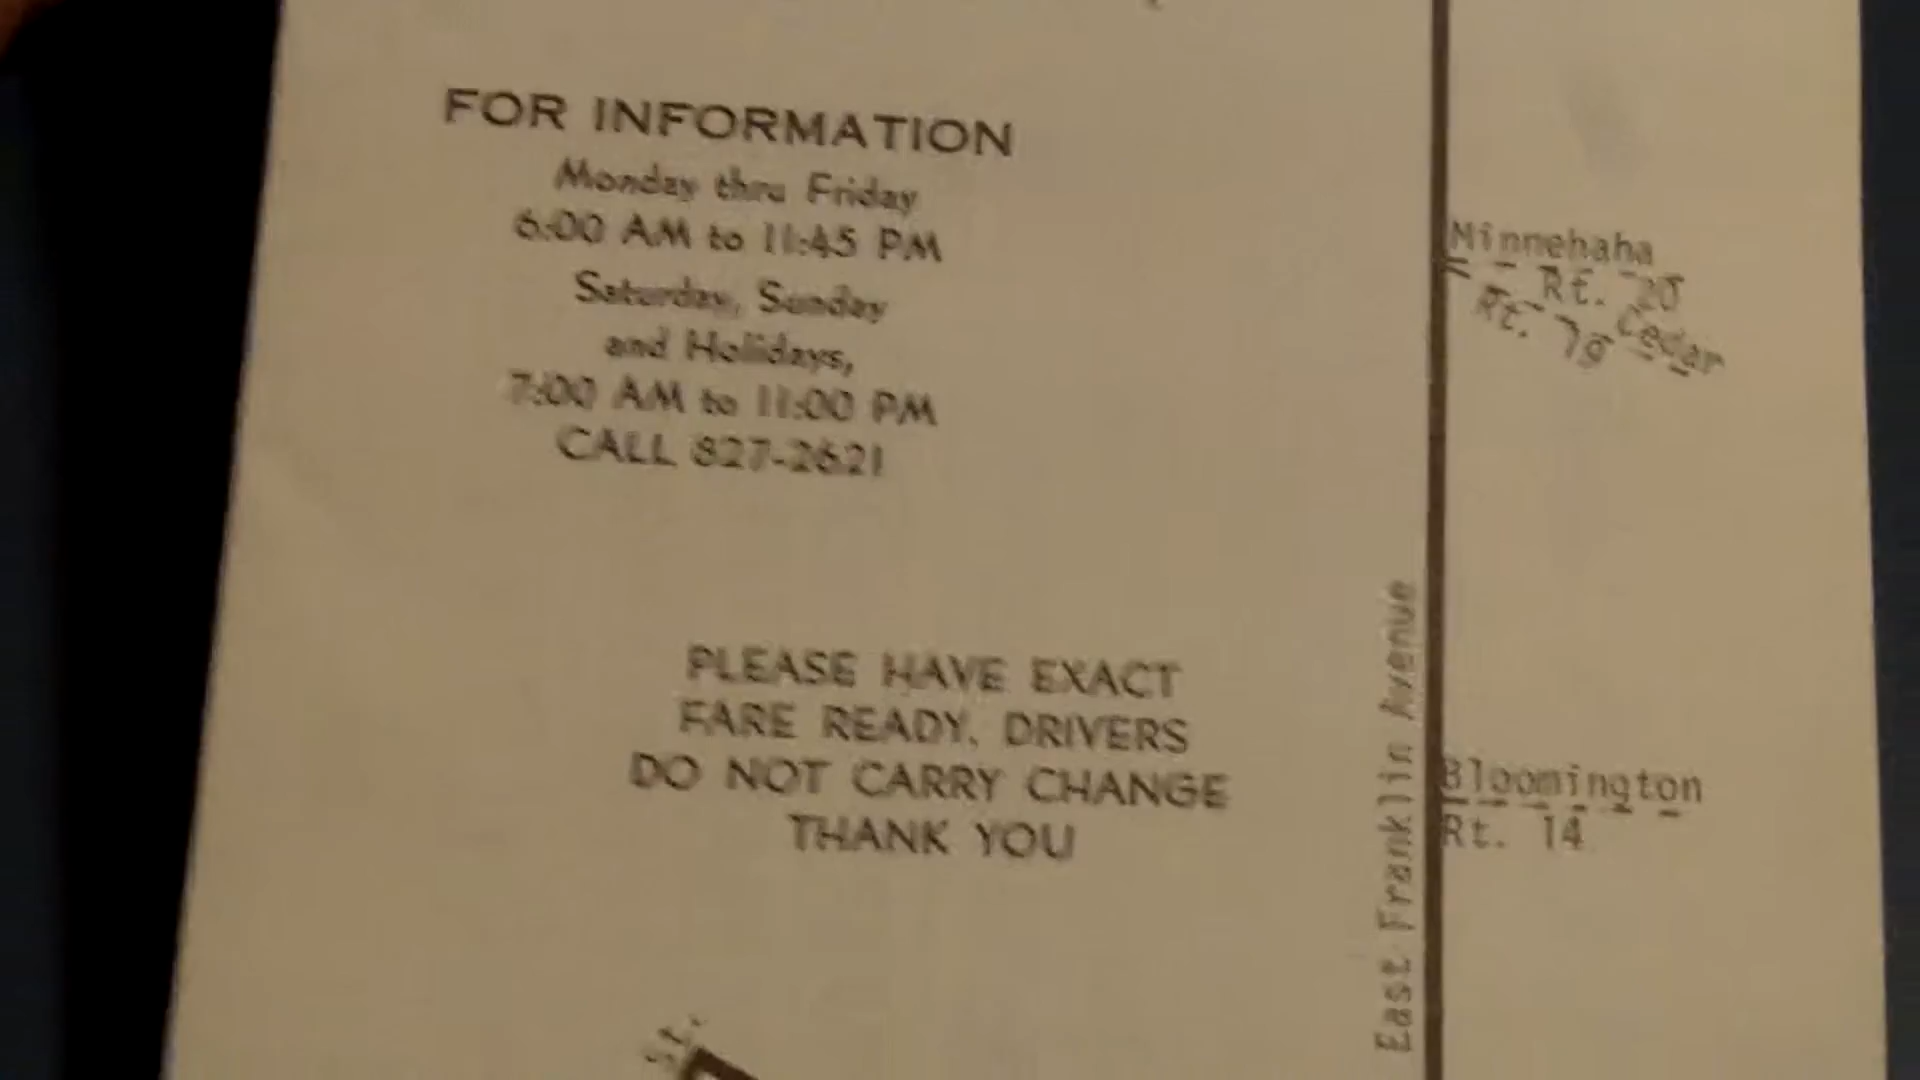 FOR INFORMATION
Monday thru Friday
6:00 AM to 11:45 PM
Saturday, Sunday
and Holidays,
7:00 AM to 11:00 PM
CALL 827-2621
PLEASE HAVE EXACT
FARE READY. DRIVERS
DO NOT CARRY CHANGE
THANK YOU
St.
East Franklin Avenue
Minnehaha
Rt. 20
Cedar
Rt.
Bloomington
Rt. 14